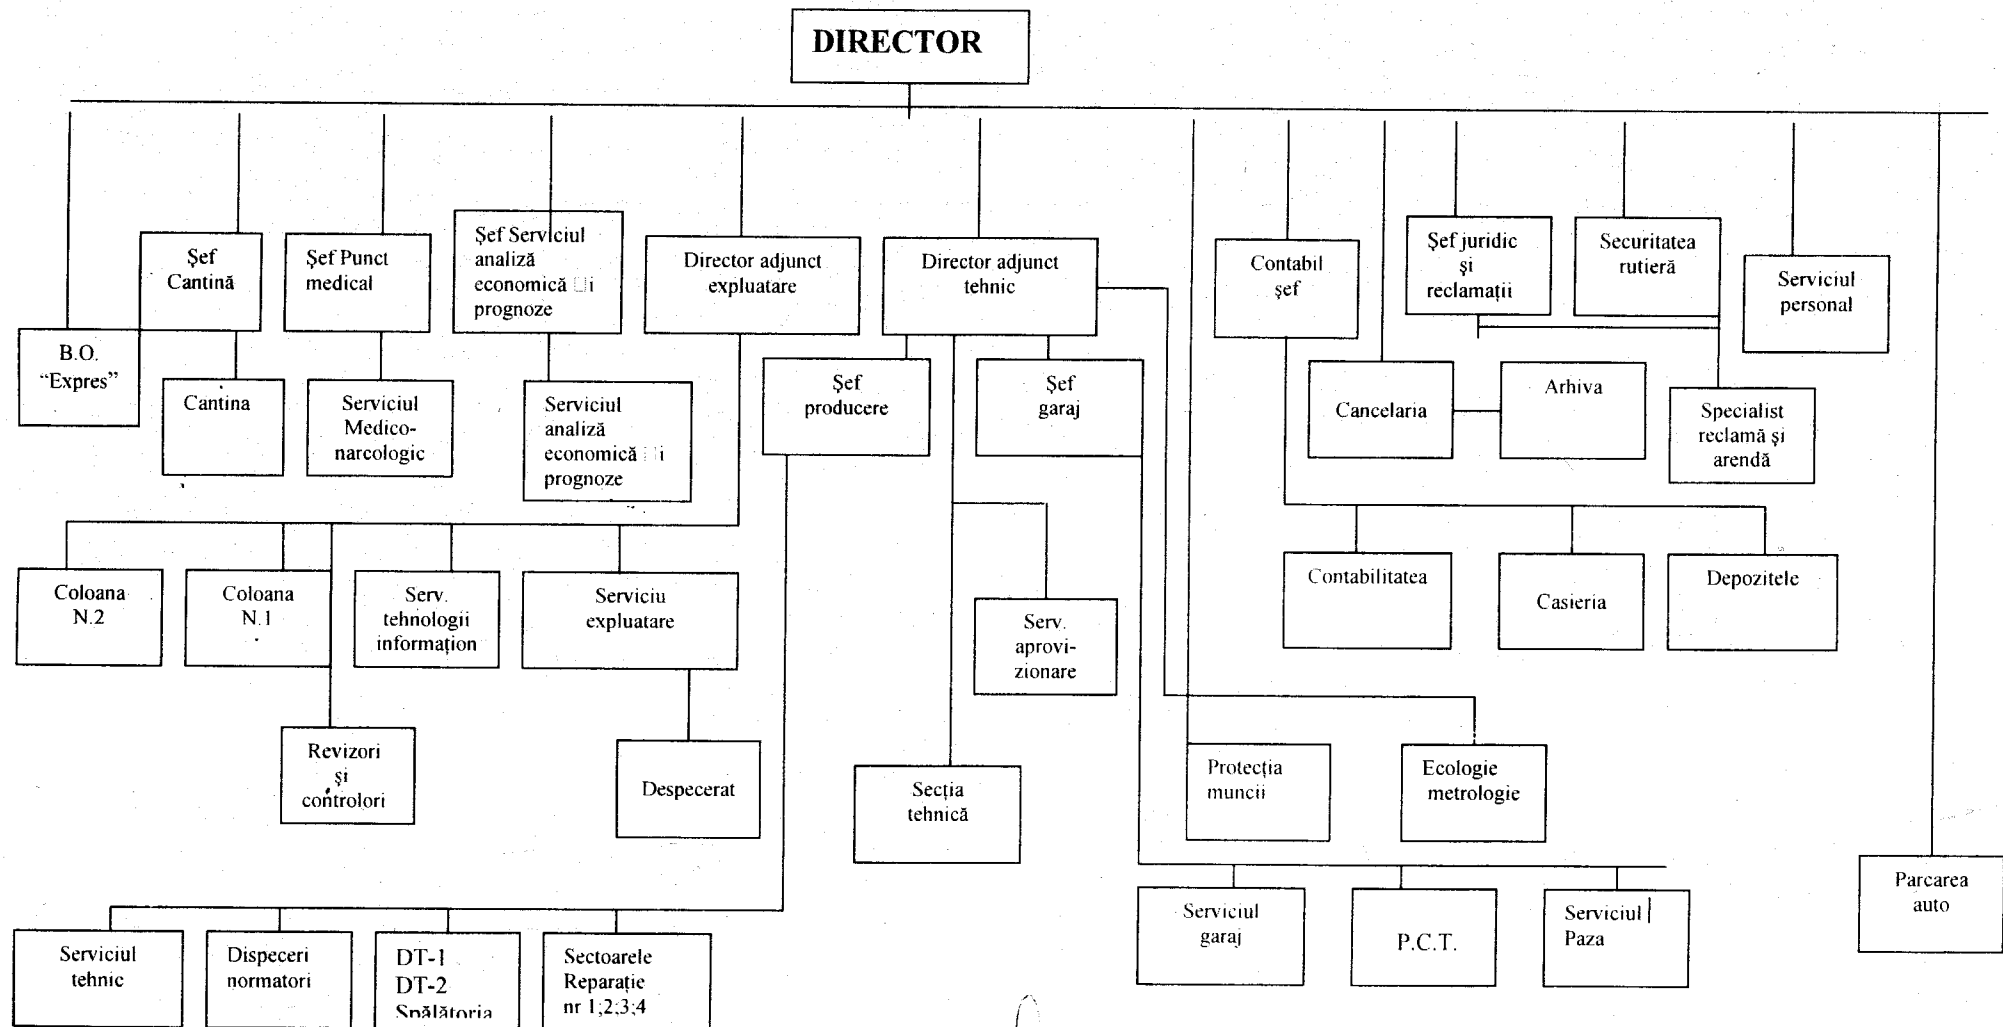 DIRECTOR
B.O.
“Expres”
Şef
Cantină
Şef Punct
medical
Şef Serviciul
analiză
economică □i
prognoze
Director adjunct
expluatare
Director adjunct
tehnic
Contabil
şef
Şef juridic
şi
reclamaţii
Securitatea
rutieră
Serviciul
personal
Cantina
Serviciul
Medico-
narcologic
Serviciul
analiză
economică □i
prognoze
Şef
producere
Şef
garaj
Cancelaria
Arhiva
Specialist
reclamă şi
arendă
Coloana
N.2
Coloana
N.1
Serv.
tehnologii
informaţion
Serviciu
expluatare
Serv.
aprovi-
zionare
Contabilitatea
Casieria
Depozitele
Revizori
şi
controlori
Despecerat
Secţia
tehnică
Protecţia
muncii
Ecologie
metrologie
Serviciul
garaj
P.C.T.
Serviciul
Paza
Parcarea
auto
Serviciul
tehnic
Dispeceri
normatori
DT-1
DT-2
Spălătoria
Sectoarele
Reparaţie
nr 1;2;3;4